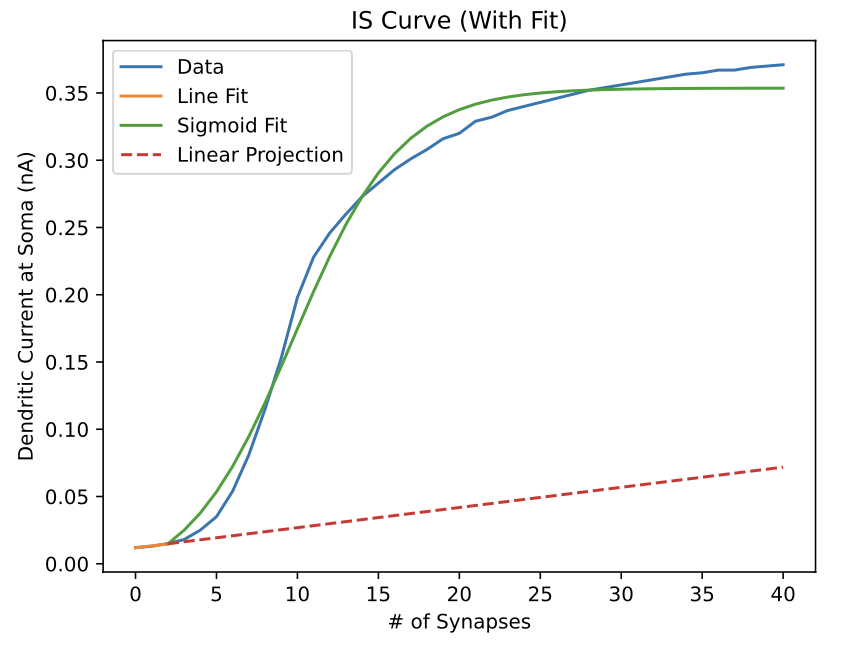 IS Curve (With Fit)
Data
Line Fit
Sigmoid Fit
Linear Projection
Dendritic Current at Soma (nA)
0.35
0.30
0.25
0.20
0.15
0.10
0.05
0.00
0 5 10 15 20 25 30 35 40
# of Synapses